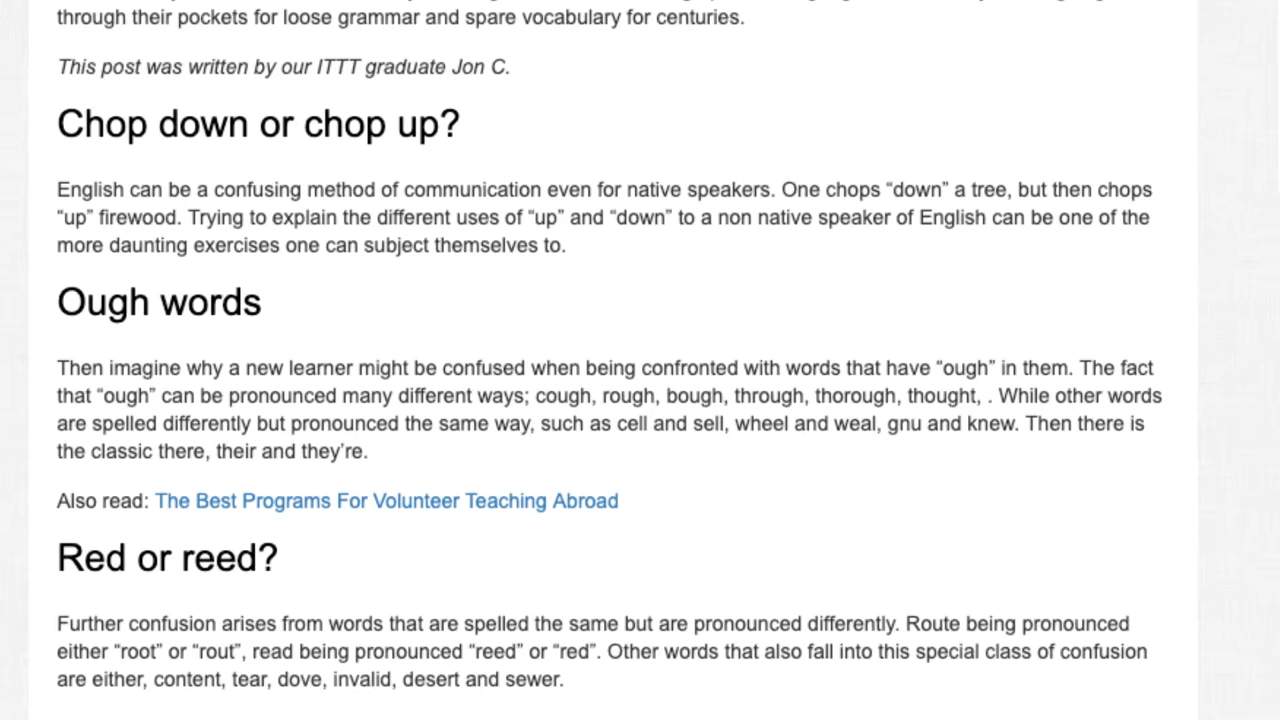 through their pockets for loose grammar and spare vocabulary for centuries.
This post was written by our ITTT graduate Jon C.
Chop down or chop up?
English can be a confusing method of communication even for native speakers. One chops “down” a tree, but then chops
“up” firewood. Trying to explain the different uses of “up” and “down” to a non native speaker of English can be one of the
more daunting exercises one can subject themselves to.
Ough words
Then imagine why a new learner might be confused when being confronted with words that have “ough” in them. The fact
that “ough” can be pronounced many different ways; cough, rough, bough, through, thorough, thought, . While other words
are spelled differently but pronounced the same way, such as cell and sell, wheel and weal, gnu and knew. Then there is
the classic there, their and they’re.
Also read: The Best Programs For Volunteer Teaching Abroad
Red or reed?
Further confusion arises from words that are spelled the same but are pronounced differently. Route being pronounced
either “root” or “rout”, read being pronounced “reed” or “red”. Other words that also fall into this special class of confusion
are either, content, tear, dove, invalid, desert and sewer.